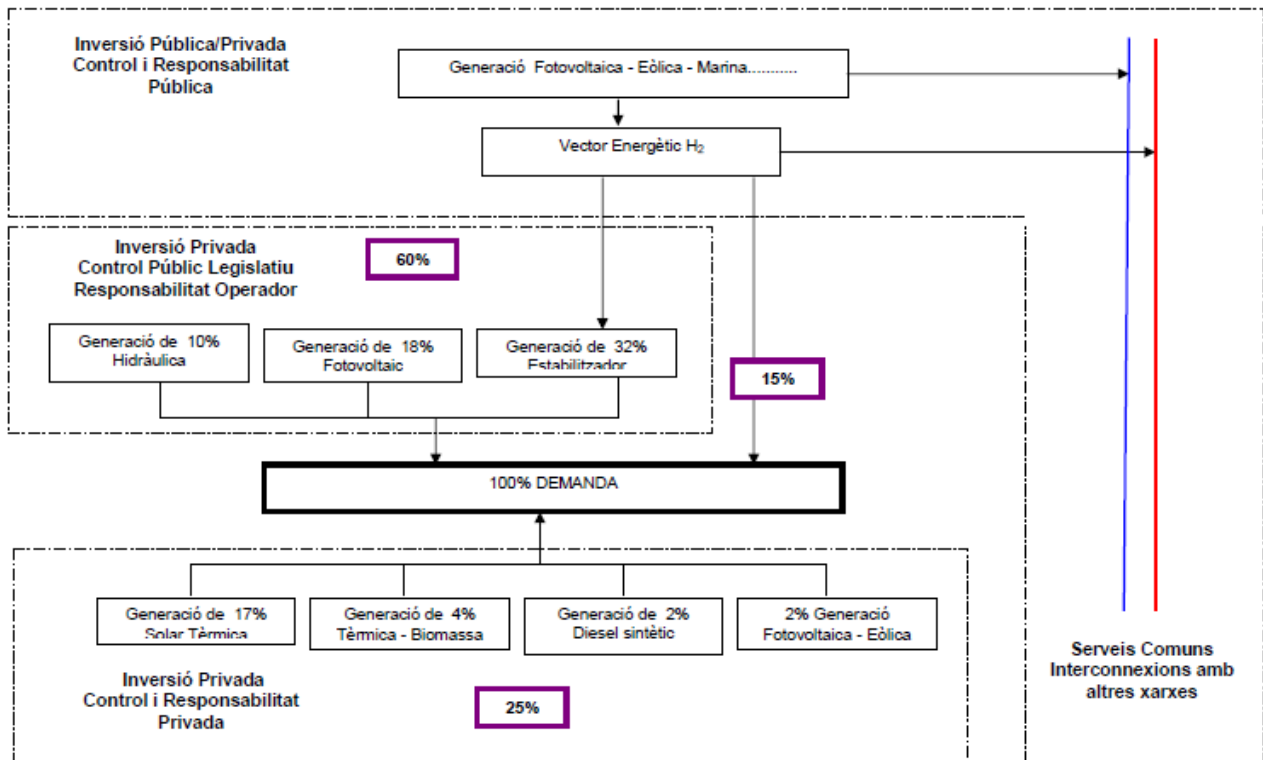 Inversió Pública/Privada
Control i Responsabilitat
Pública
Generació Fotovoltaica - Eòlica - Marina...........
Vector Energètic H₂
Inversió Privada
Control Públic Legislatiu
Responsabilitat Operador
60%
Generació de 10%
Hidràulica
Generació de 18%
Fotovoltaic
Generació de 32%
Estabilitzador
15%
100% DEMANDA
Generació de 17%
Solar Tèrmica
Generació de 4%
Tèrmica - Biomassa
Generació de 2%
Diesel sintètic
2% Generació
Fotovoltaica - Eòlica
Inversió Privada
Control i Responsabilitat
Privada
25%
Serveis Comuns
Interconnexions amb
altres xarxes